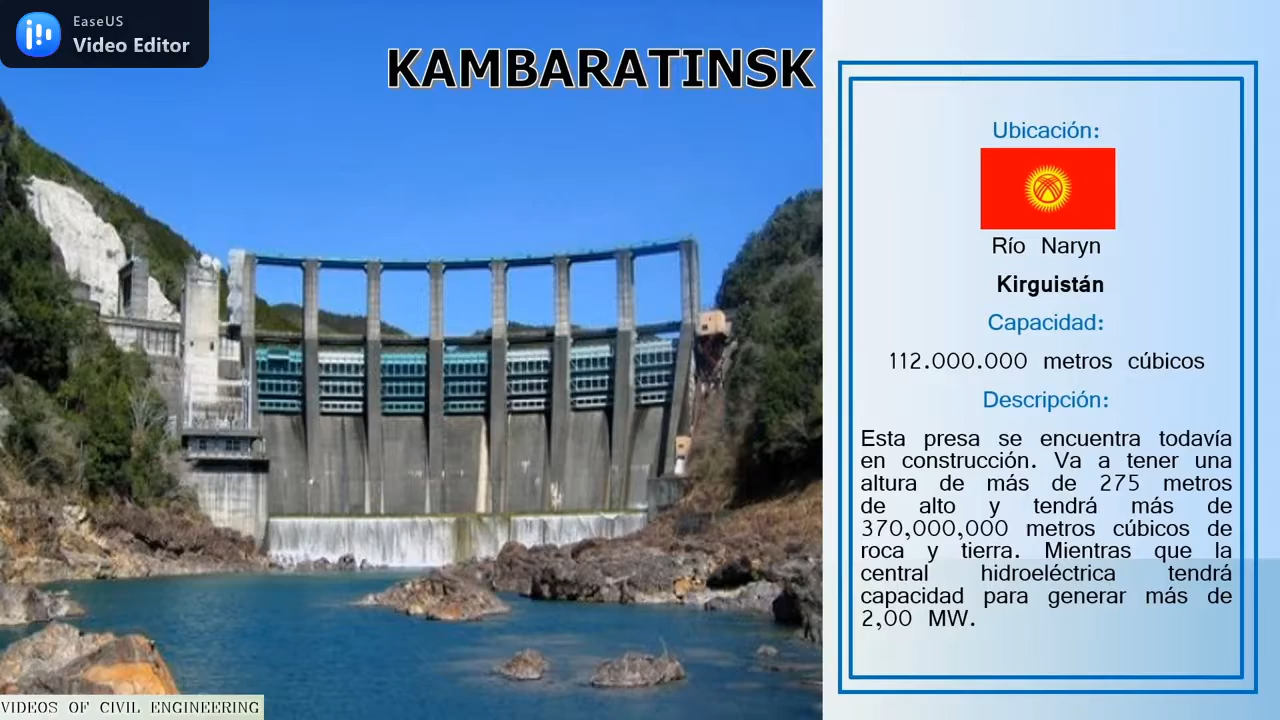 EaseUS
Video Editor
KAMBARATINSK
Ubicación:
Río Naryn
Kirguistán
Capacidad:
112.000.000 metros cúbicos
Descripción:
Esta presa se encuentra todavía
en construcción. Va a tener una
altura de más de 275 metros
de alto y tendrá más de
370,000,000 metros cúbicos de
roca y tierra. Mientras que la
central hidroeléctrica tendrá
capacidad para generar más de
2,00 MW.
VIDEOS OF CIVIL ENGINEERING